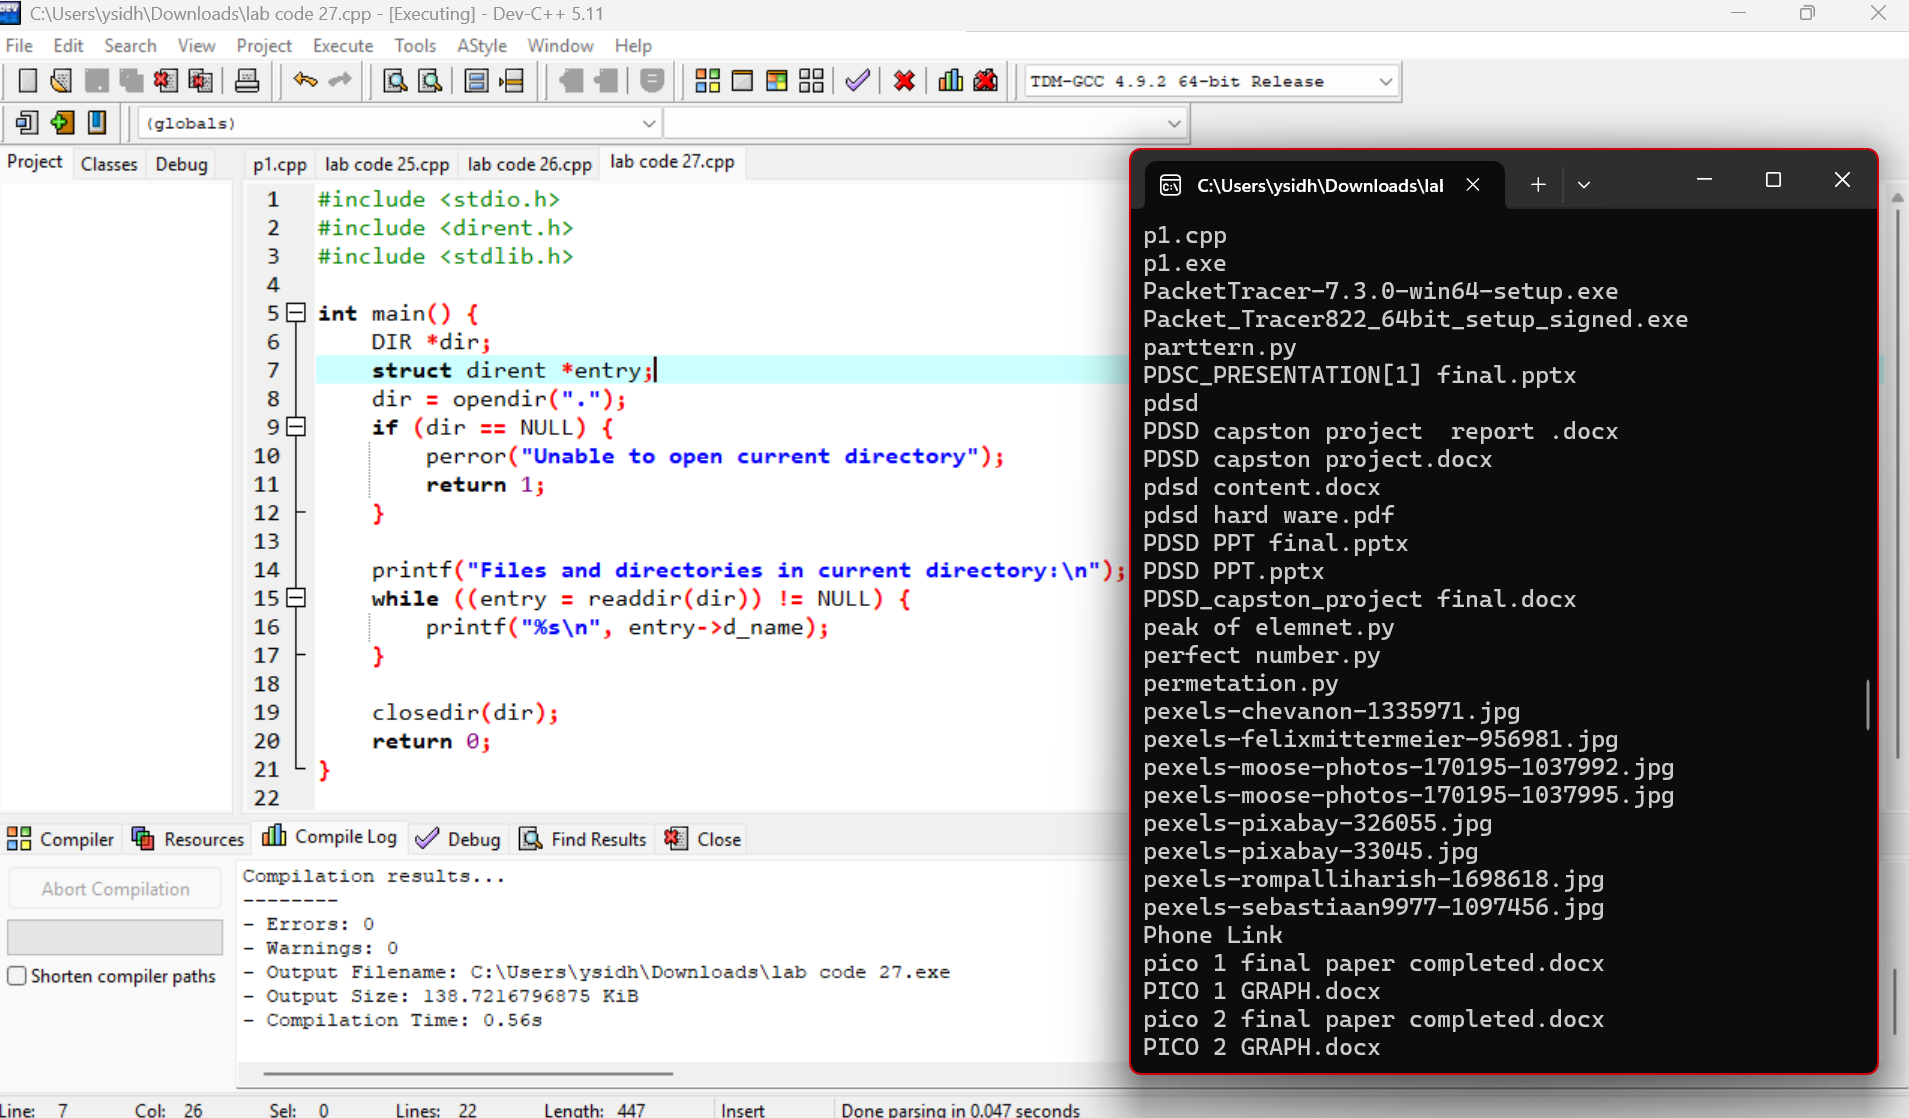 C:\Users\ysidh\Downloads\lab code 27.cpp - [Executing] - Dev-C++ 5.11
File Edit Search View Project Execute Tools AStyle Window Help
TDM-GCC 4.9.2 64-bit Release
(globals)
Project Classes Debug
p1.cpp lab code 25.cpp lab code 26.cpp lab code 27.cpp
1 #include <stdio.h>
2 #include <dirent.h>
3 #include <stdlib.h>
4
5 int main() {
6 DIR *dir;
7 struct dirent *entry;
8 dir = opendir(".");
9 if (dir == NULL) {
10 perror("Unable to open current directory");
11 return 1;
12 }
13
14 printf("Files and directories in current directory:\n");
15 while ((entry = readdir(dir)) != NULL) {
16 printf("%s\n", entry->d_name);
17 }
18
19 closedir(dir);
20 return 0;
21 }
22
C:\Users\ysidh\Downloads\lal
p1.cpp
p1.exe
PacketTracer-7.3.0-win64-setup.exe
Packet_Tracer822_64bit_setup_signed.exe
parttern.py
PDSC_PRESENTATION[1] final.pptx
pdsd
PDSD capston project  report .docx
PDSD capston project.docx
pdsd content.docx
pdsd hard ware.pdf
PDSD PPT final.pptx
PDSD PPT.pptx
PDSD_capston_project final.docx
peak of elemnet.py
perfect number.py
permetation.py
pexels-chevanon-1335971.jpg
pexels-felixmittermeier-956981.jpg
pexels-moose-photos-170195-1037992.jpg
pexels-moose-photos-170195-1037995.jpg
pexels-pixabay-326055.jpg
pexels-pixabay-33045.jpg
pexels-rompalliharish-1698618.jpg
pexels-sebastiaan9977-1097456.jpg
Phone Link
pico 1 final paper completed.docx
PICO 1 GRAPH.docx
pico 2 final paper completed.docx
PICO 2 GRAPH.docx
Compiler Resources Compile Log Debug Find Results Close
Abort Compilation
Shorten compiler paths
Compilation results...
--------
- Errors: 0
- Warnings: 0
- Output Filename: C:\Users\ysidh\Downloads\lab code 27.exe
- Output Size: 138.7216796875 KiB
- Compilation Time: 0.56s
Line: 7 Col: 26 Sel: 0 Lines: 22 Length: 447 Insert Done parsing in 0.047 seconds